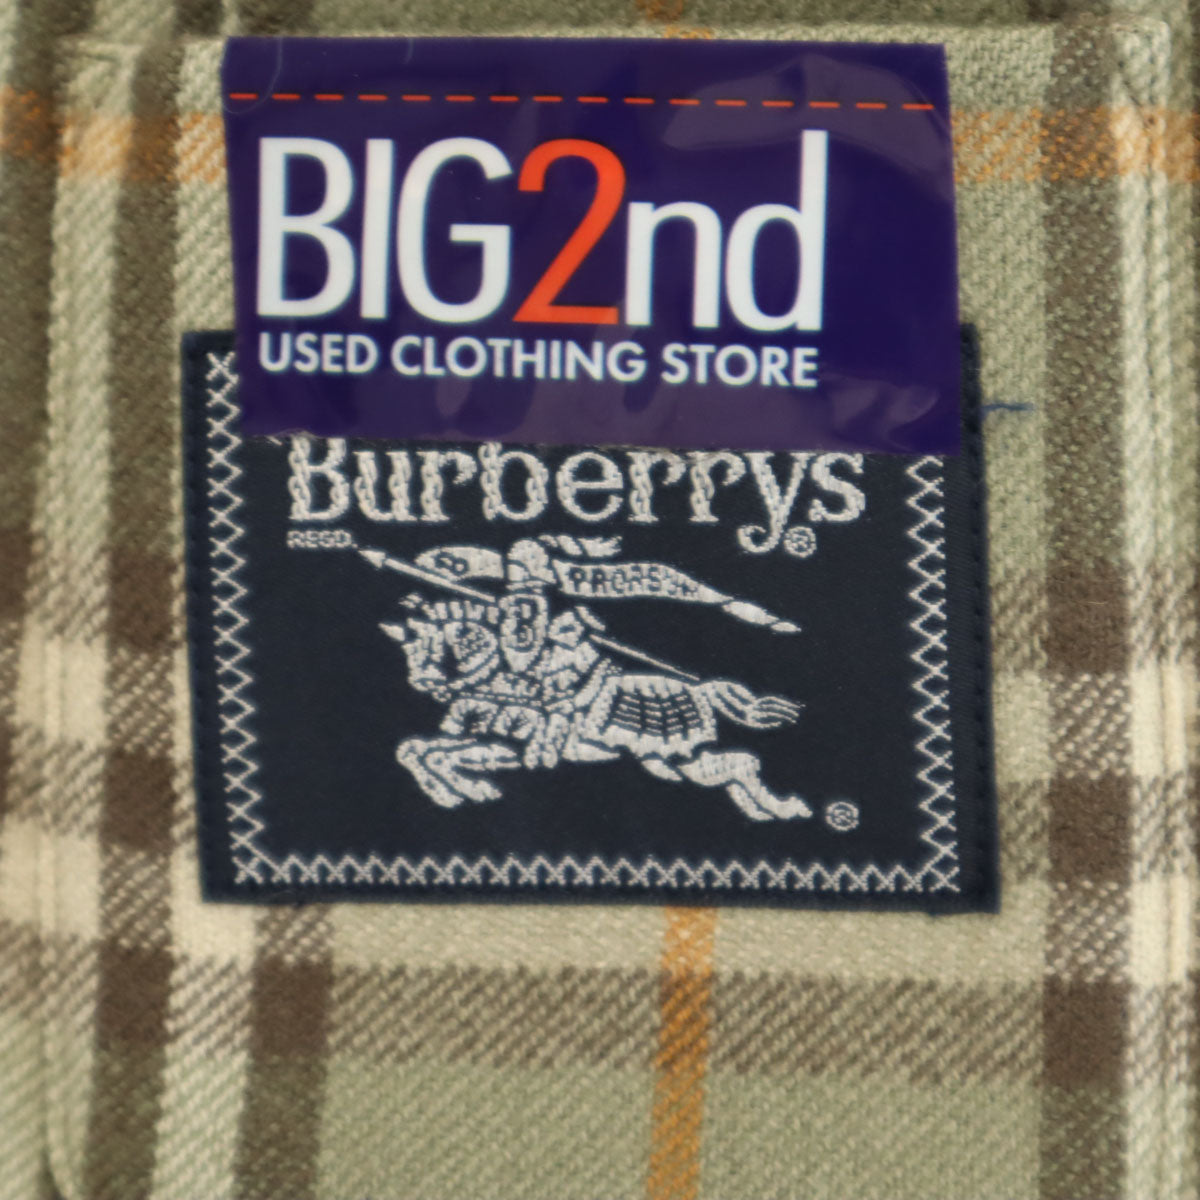 BIG2nd
USED CLOTHING STORE
Burberrys
REGD.
®
PRORSUM
®